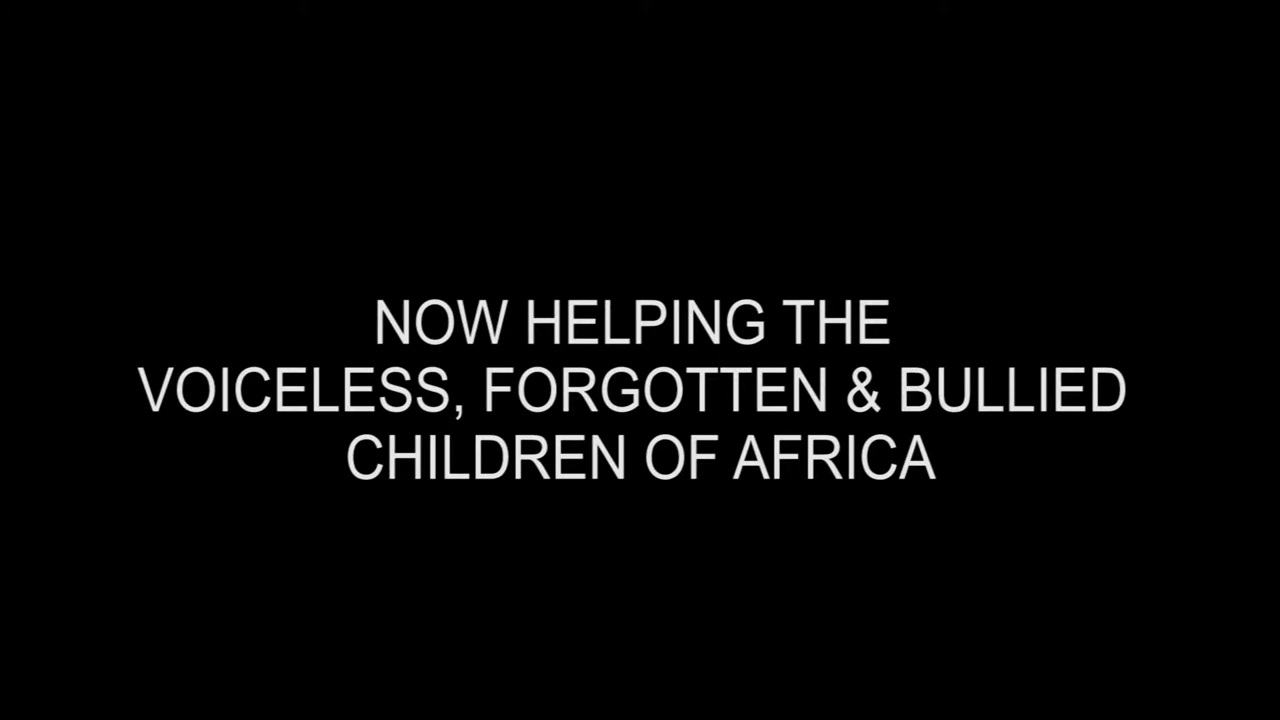 NOW HELPING THE
VOICELESS, FORGOTTEN & BULLIED
CHILDREN OF AFRICA